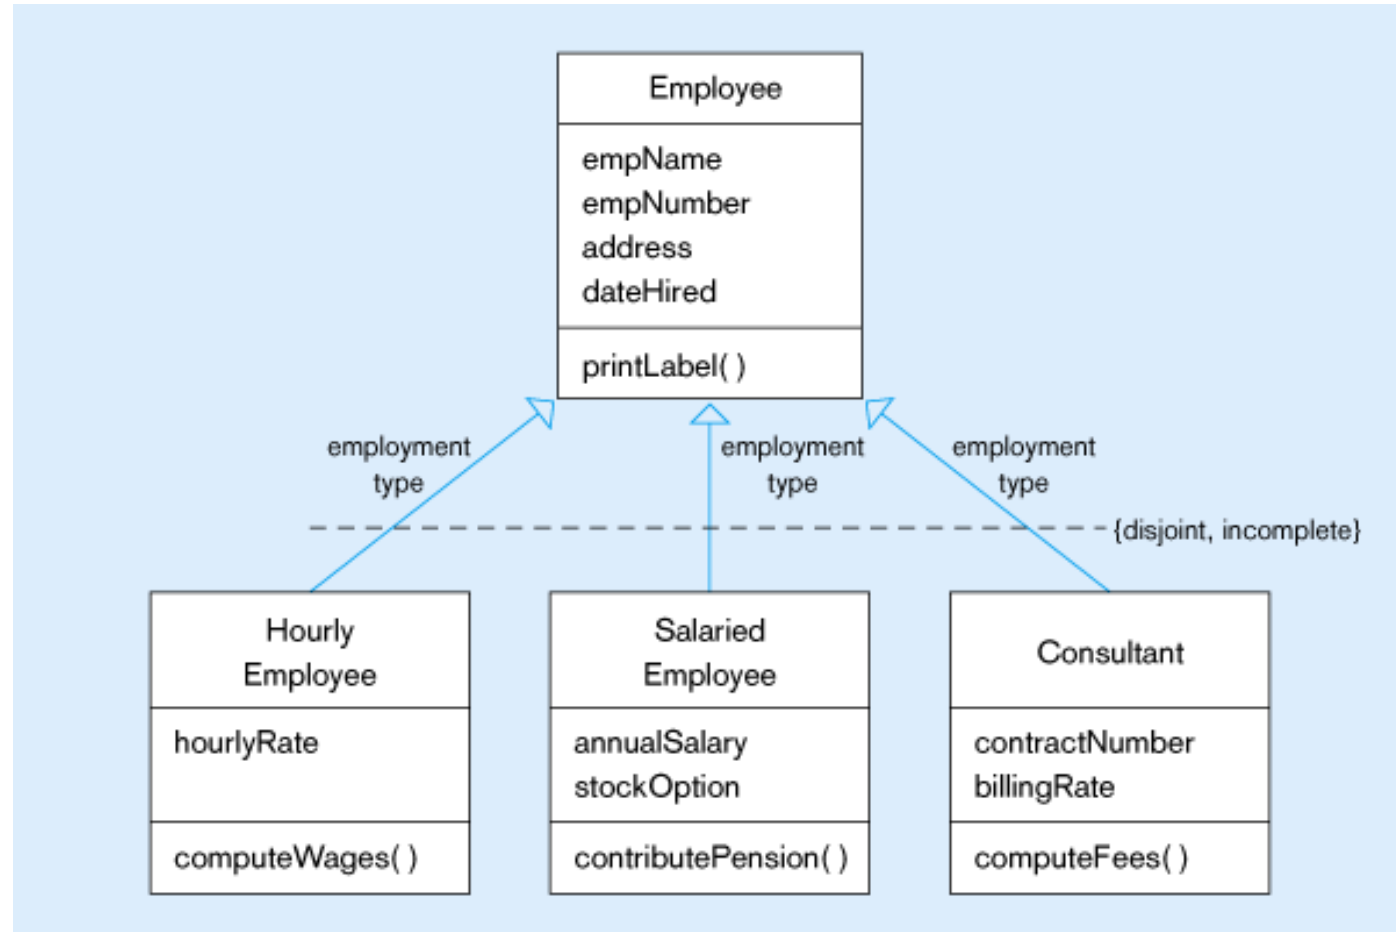 Employee
empName
empNumber
address
dateHired
printLabel( )
employment
type
employment
type
employment
type
{disjoint, incomplete}
Hourly
Employee
hourlyRate
computeWages( )
Salaried
Employee
annualSalary
stockOption
contributePension( )
Consultant
contractNumber
billingRate
computeFees( )